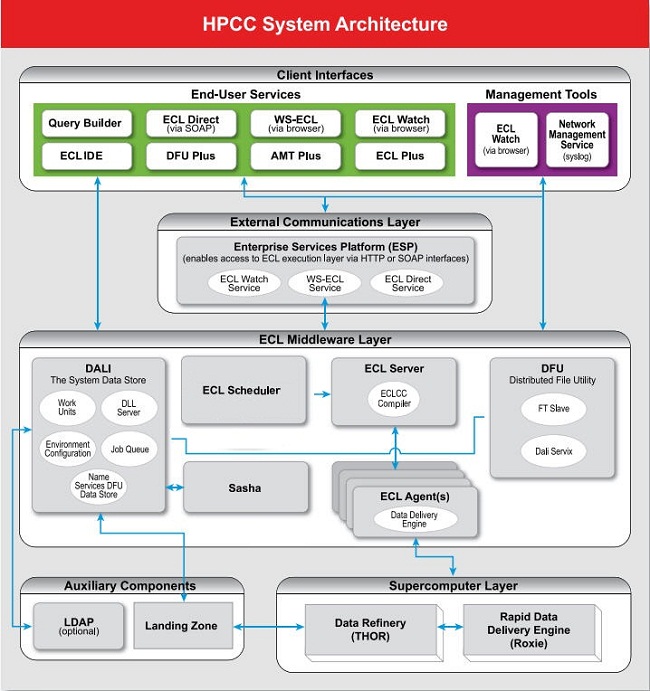 HPCC System Architecture
Client Interfaces
End-User Services
Management Tools
Query Builder
ECL Direct
(via SOAP)
WS-ECL
(via browser)
ECL Watch
(via browser)
ECL IDE
DFU Plus
AMT Plus
ECL Plus
ECL
Watch
(via browser)
Network
Management
Service
(syslog)
External Communications Layer
Enterprise Services Platform (ESP)
(enables access to ECL execution layer via HTTP or SOAP interfaces)
ECL Watch
Service
WS-ECL
Service
ECL Direct
Service
ECL Middleware Layer
DALI
The System Data Store
Work
Units
DLL
Server
Environment
Configuration
Job Queue
Name
Services DFU
Data Store
ECL Scheduler
ECL Server
ECLCC
Compiler
DFU
Distributed File Utility
FT Slave
Dali Servix
Sasha
ECL Agent(s)
Data Delivery
Engine
Auxiliary Components
LDAP
(optional)
Landing Zone
Supercomputer Layer
Data Refinery
(THOR)
Rapid Data
Delivery Engine
(Roxie)